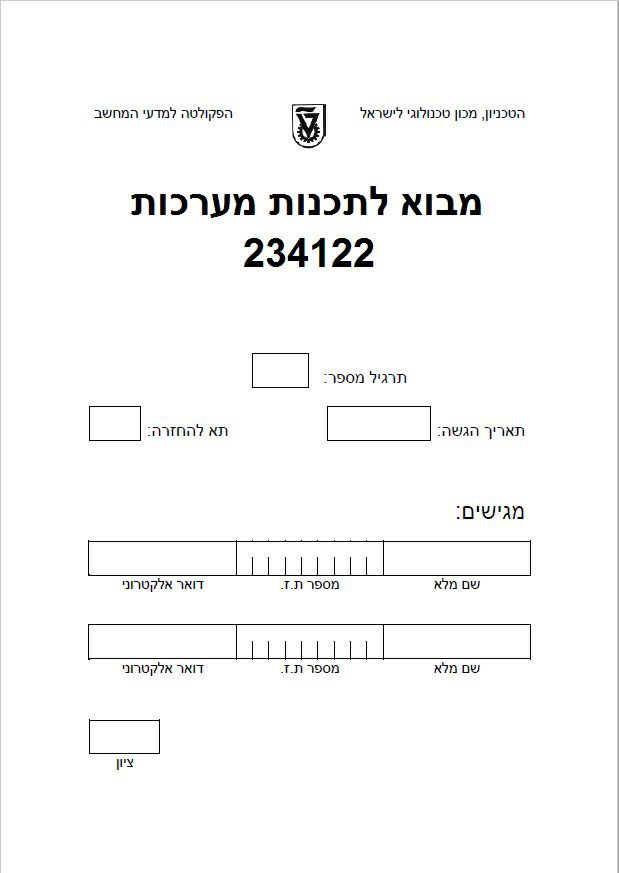 הטכניון, מכון טכנולוגי לישראל הפקולטה למדעי המחשב
מבוא לתכנות מערכות
234122
תרגיל מספר:
תאריך הגשה: תא להחזרה:
מגישים:
שם מלא מספר ת.ז. דואר אלקטרוני
שם מלא מספר ת.ז. דואר אלקטרוני
ציון